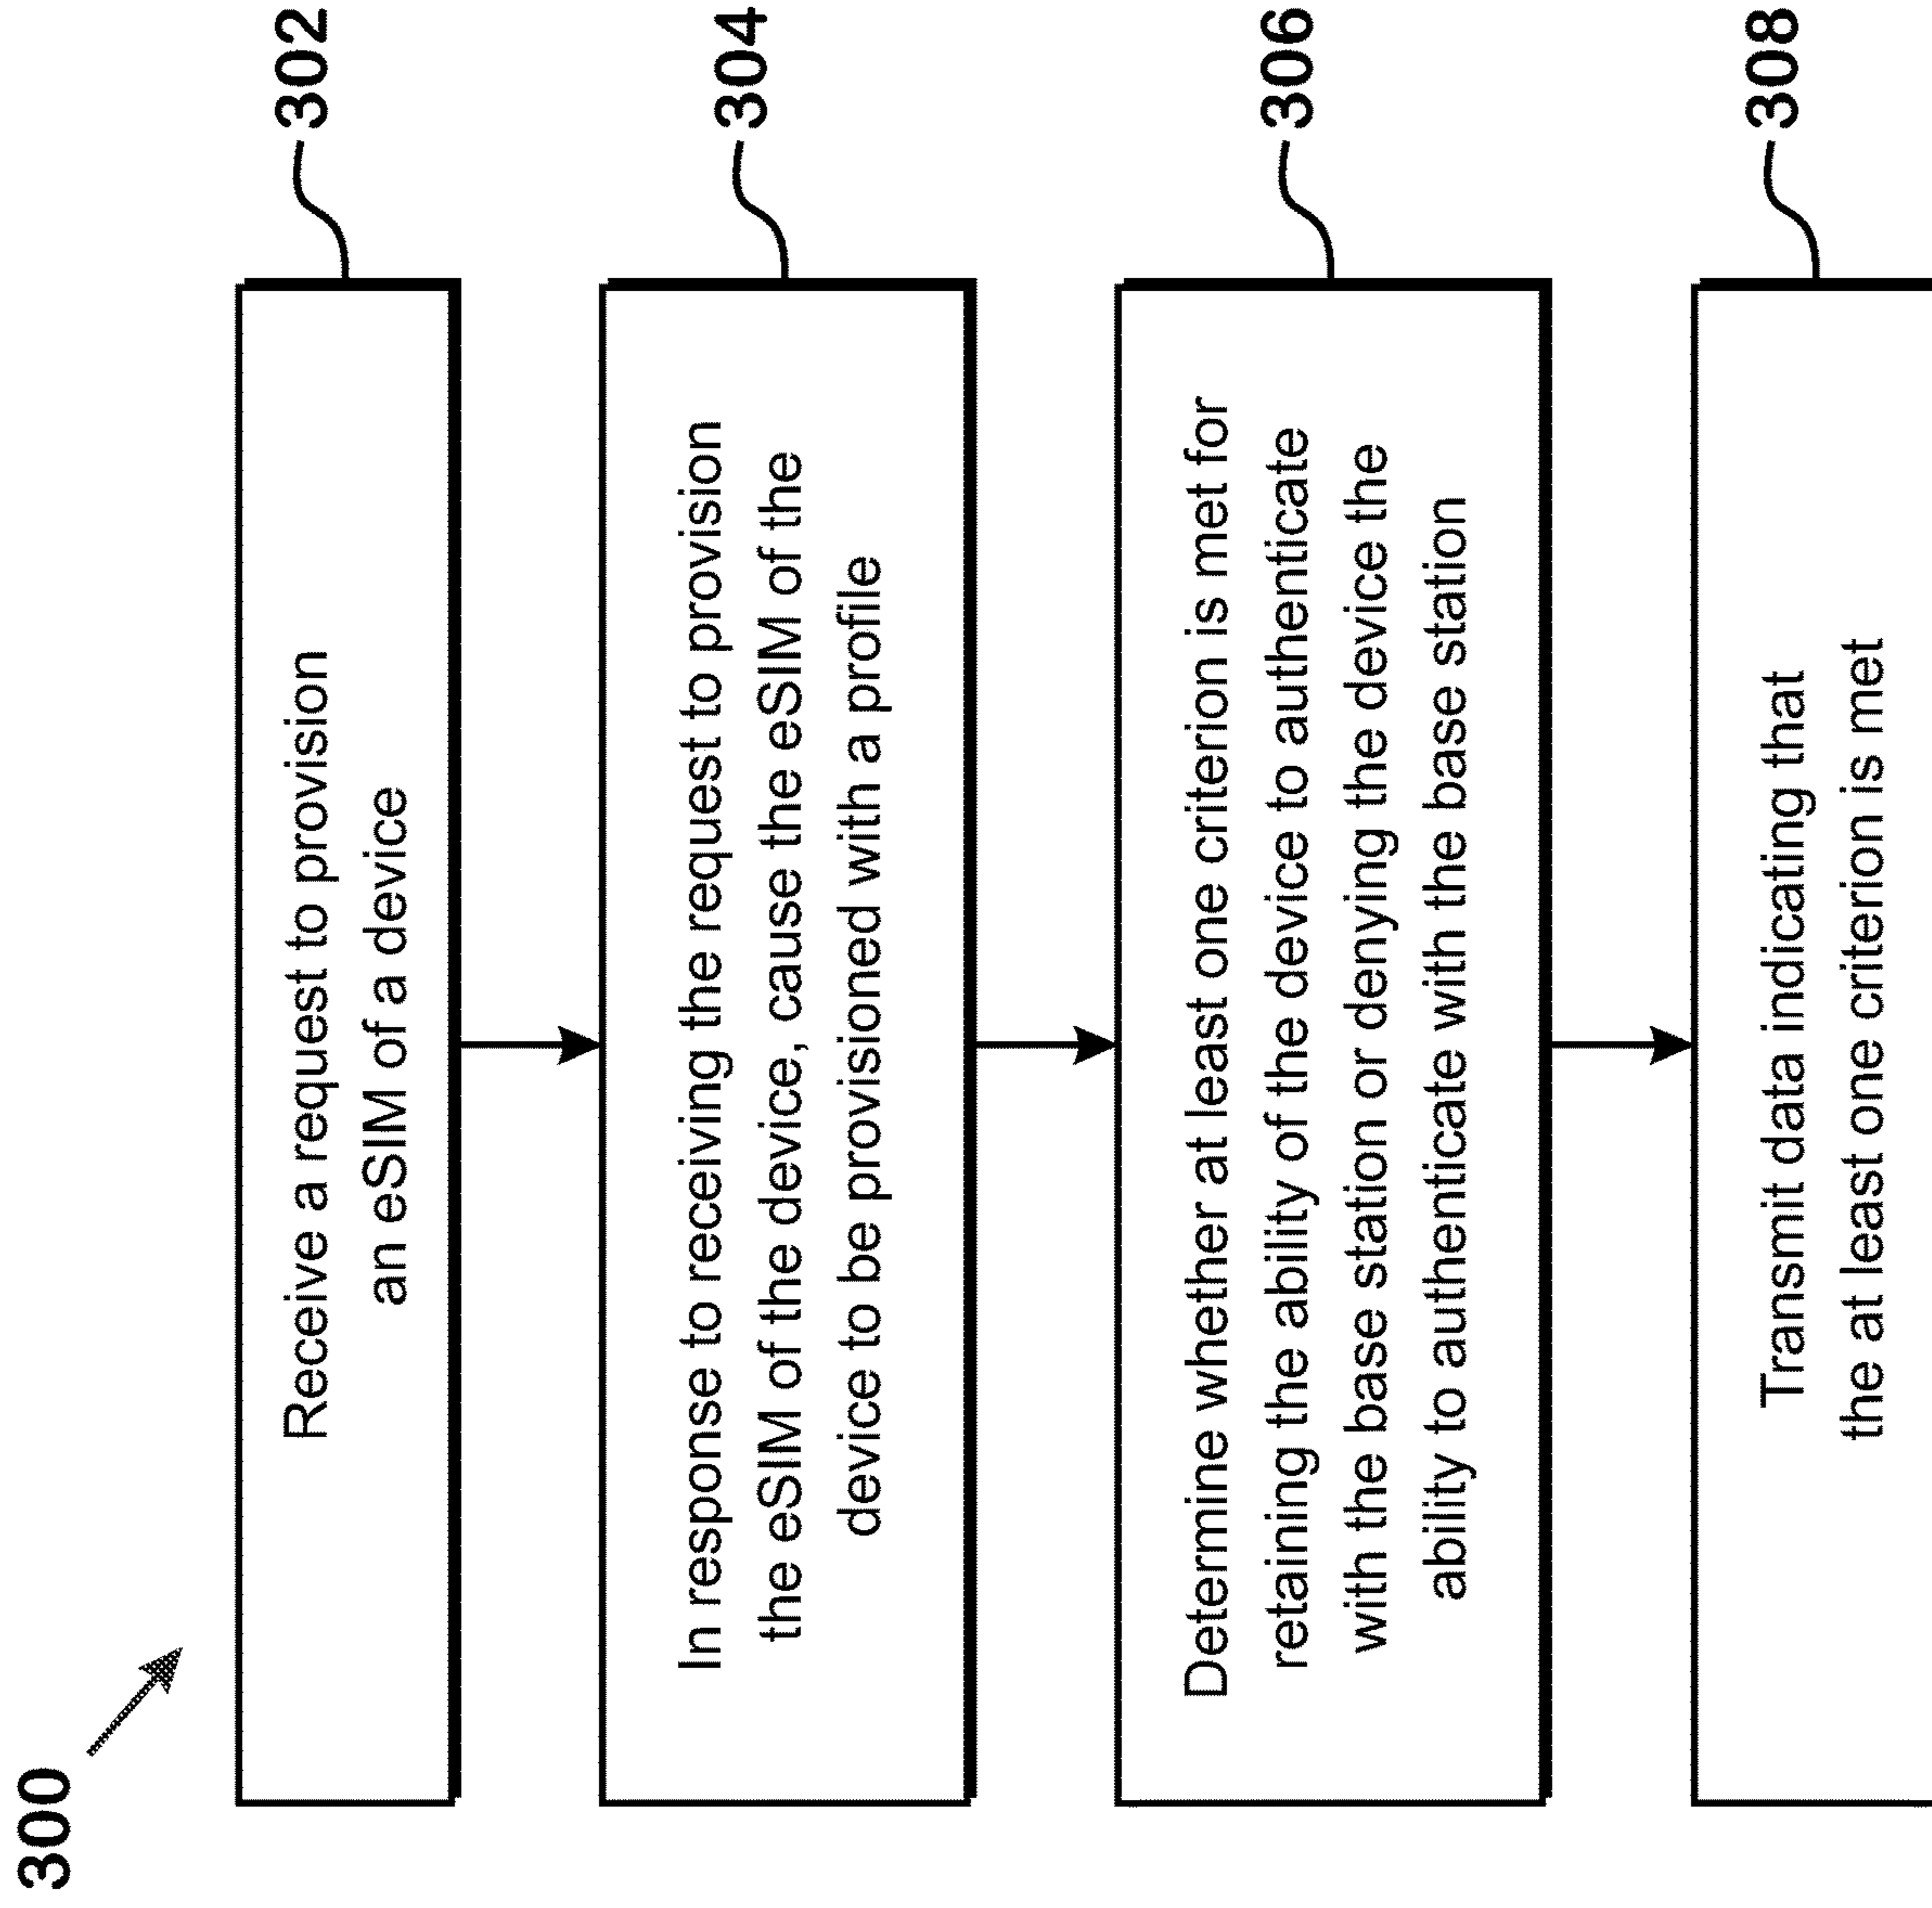 300
302
Receive a request to provision
an eSIM of a device
304
In response to receiving the request to provision
the eSIM of the device, cause the eSIM of the
device to be provisioned with a profile
306
Determine whether at least one criterion is met for
retaining the ability of the device to authenticate
with the base station or denying the device the
ability to authenticate with the base station
308
Transmit data indicating that
the at least one criterion is met